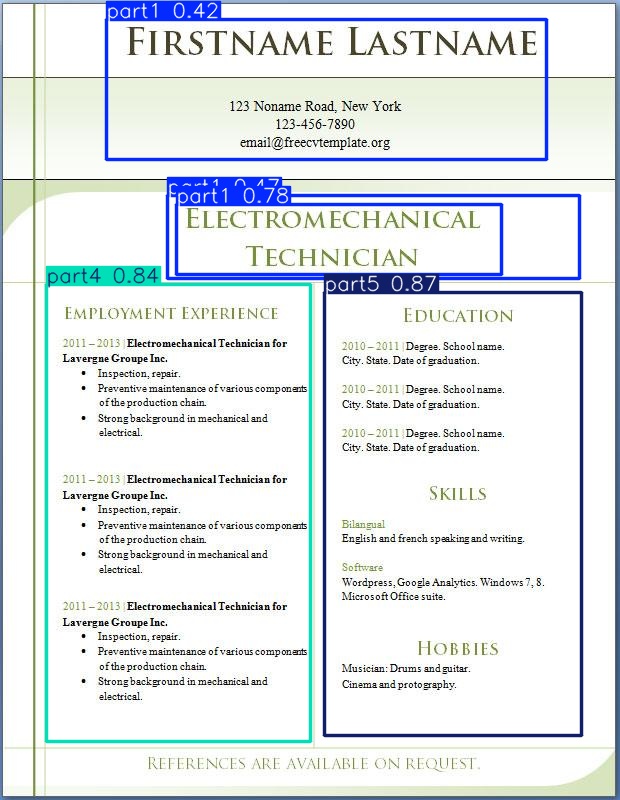 part1 0.42
FIRSTNAME LASTNAME
123 Noname Road, New York
123-456-7890
email@freecvtemplate.org
part1 0.47
part1 0.78
ELECTROMECHANICAL
TECHNICIAN
part4 0.84
EMPLOYMENT EXPERIENCE
2011 – 2013 | Electromechanical Technician for
Lavergne Groupe Inc.
• Inspection, repair.
• Preventive maintenance of various components
of the production chain.
• Strong background in mechanical and
electrical.
2011 – 2013 | Electromechanical Technician for
Lavergne Groupe Inc.
• Inspection, repair.
• Preventive maintenance of various components
of the production chain.
• Strong background in mechanical and
electrical.
2011 – 2013 | Electromechanical Technician for
Lavergne Groupe Inc.
• Inspection, repair.
• Preventive maintenance of various components
of the production chain.
• Strong background in mechanical and
electrical.
part5 0.87
EDUCATION
2010 – 2011 | Degree. School name.
City. State. Date of graduation.
2010 – 2011 | Degree. School name.
City. State. Date of graduation.
2010 – 2011 | Degree. School name.
City. State. Date of graduation.
SKILLS
Bilangual
English and french speaking and writing.
Software
Wordpress, Google Analytics. Windows 7, 8.
Microsoft Office suite.
HOBBIES
Musician: Drums and guitar.
Cinema and potography.
REFERENCES ARE AVAILABLE ON REQUEST.